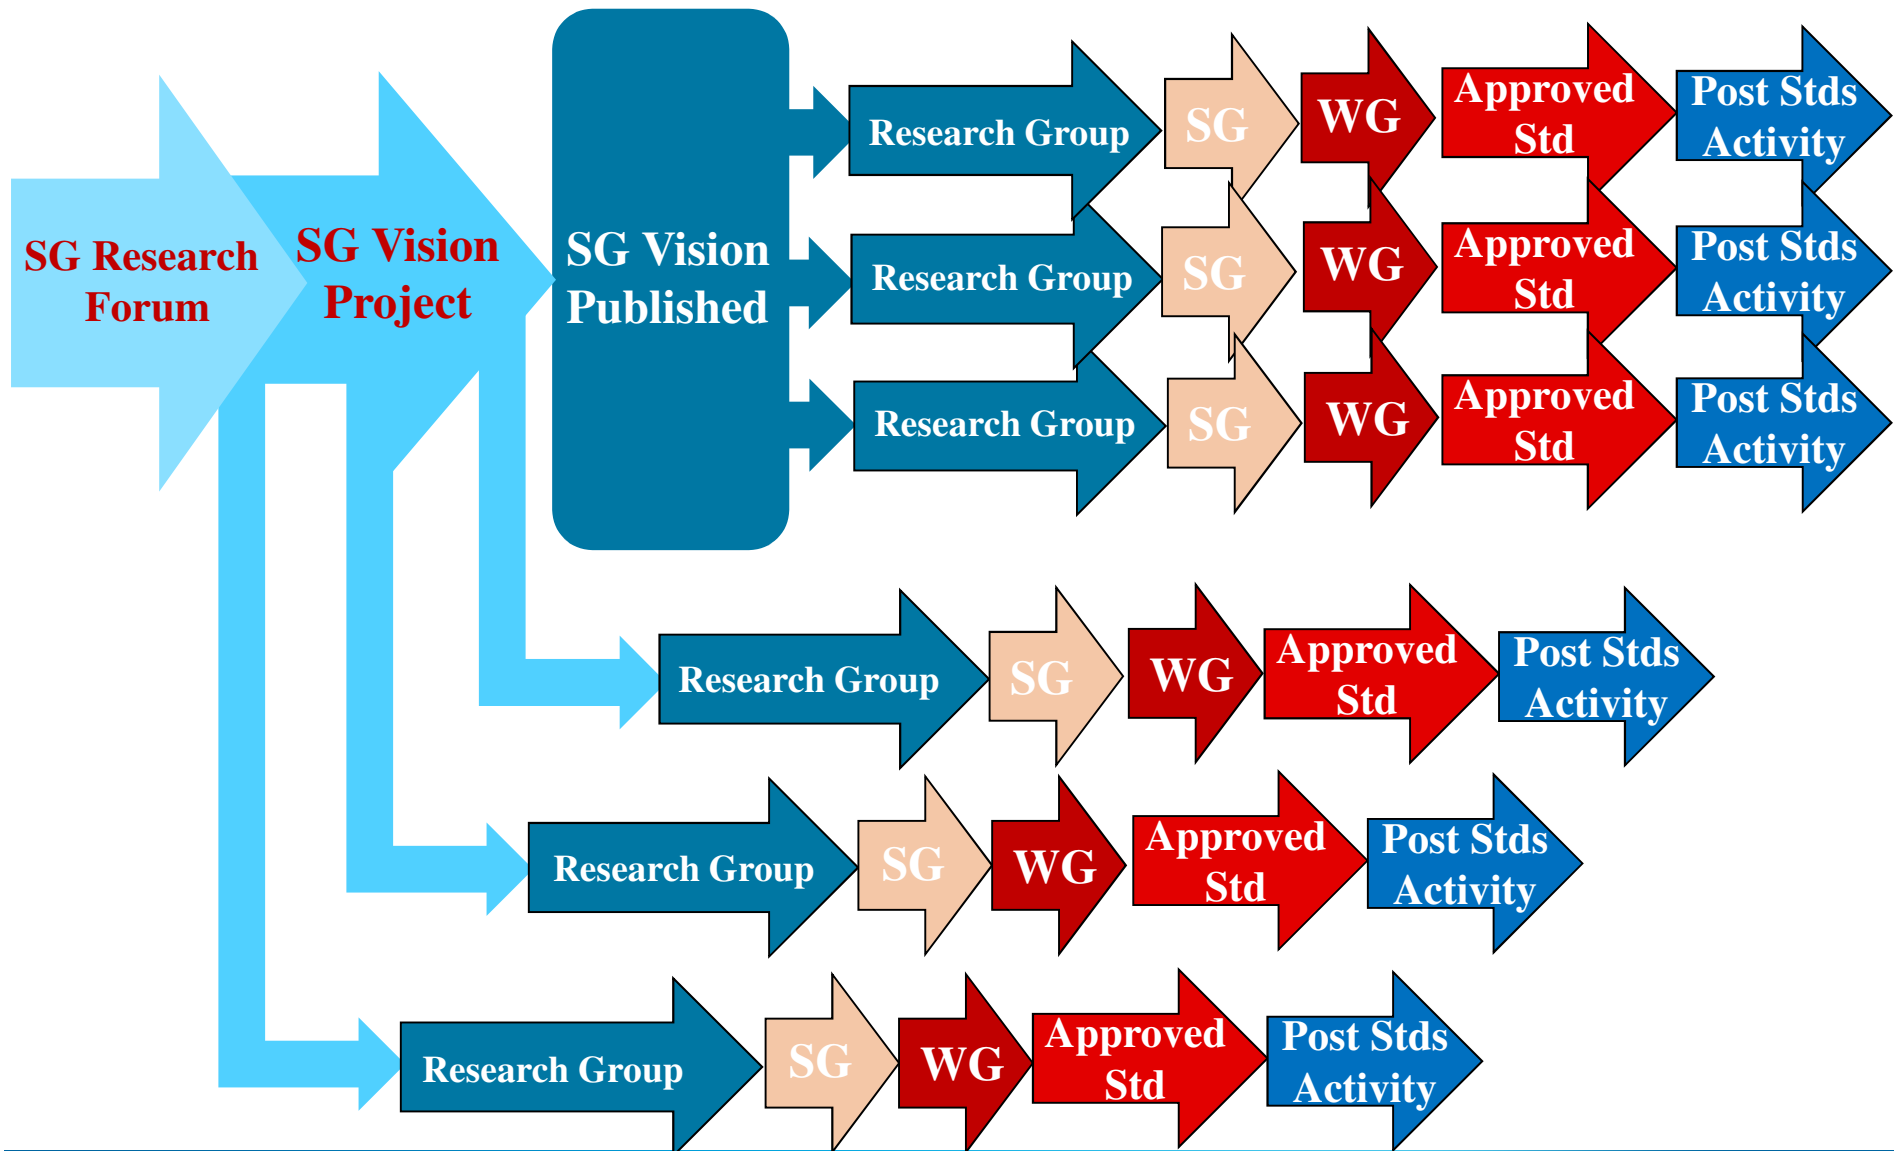 SG Research
Forum
SG Vision
Project
SG Vision
Published
Research Group
SG
WG
Approved
Std
Post Stds
Activity
Research Group
SG
WG
Approved
Std
Post Stds
Activity
Research Group
SG
WG
Approved
Std
Post Stds
Activity
Research Group
SG
WG
Approved
Std
Post Stds
Activity
Research Group
SG
WG
Approved
Std
Post Stds
Activity
Research Group
SG
WG
Approved
Std
Post Stds
Activity